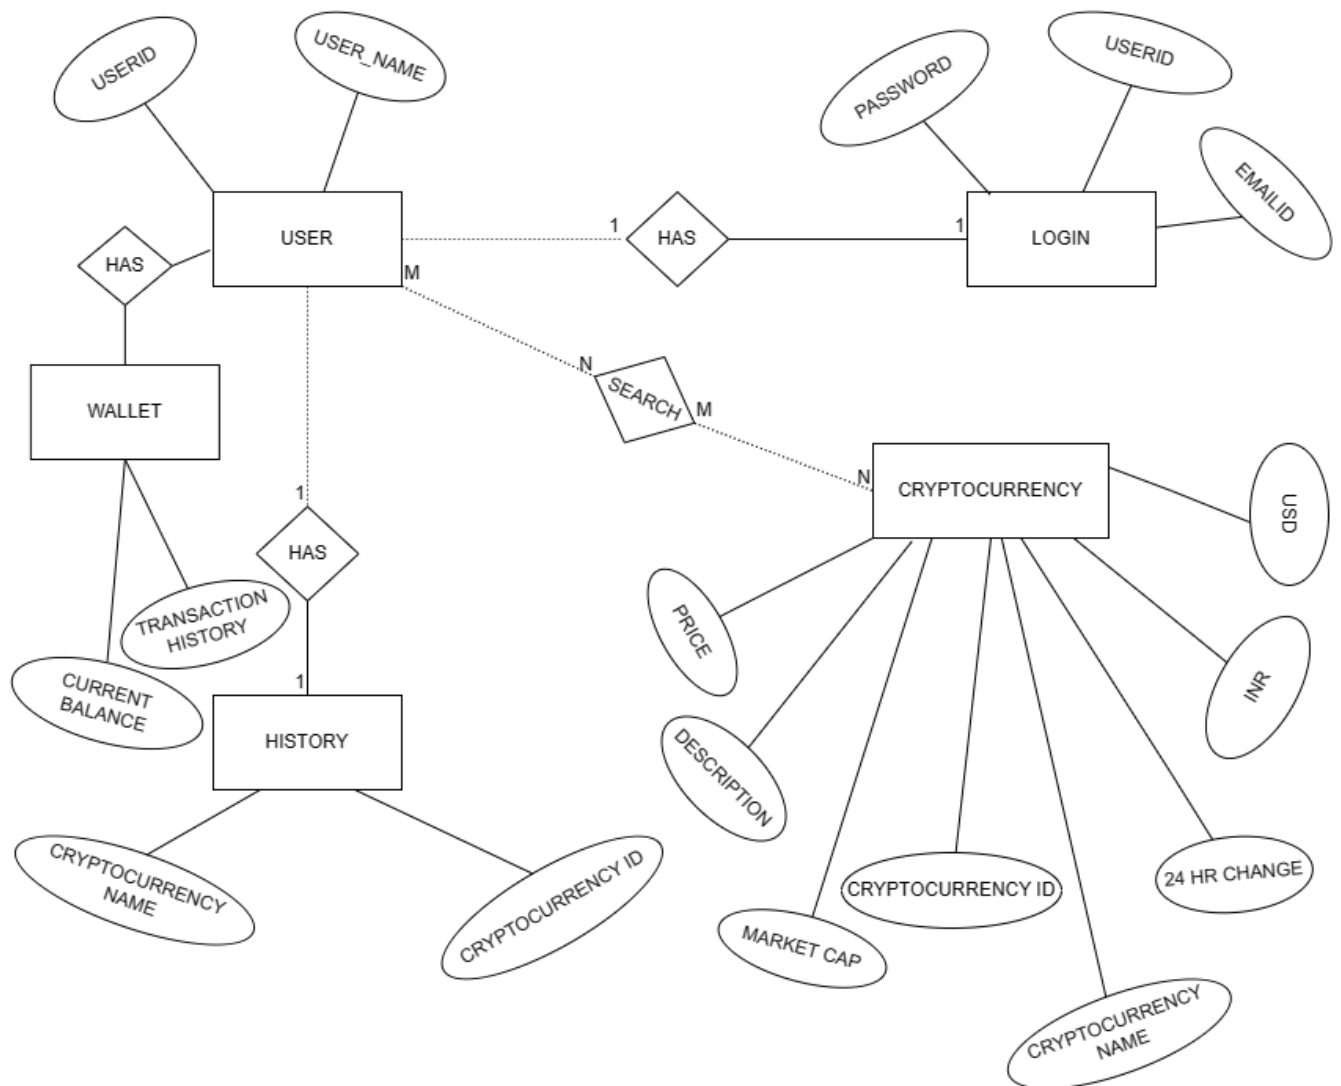 USERID
USER_NAME
PASSWORD
USERID
EMAILID
USER
1
HAS
1
LOGIN
HAS
M
N
SEARCH
M
N
WALLET
CRYPTOCURRENCY
USD
1
HAS
1
TRANSACTION
HISTORY
CURRENT
BALANCE
HISTORY
PRICE
INR
DESCRIPTION
CRYPTOCURRENCY
NAME
CRYPTOCURRENCY ID
MARKET CAP
CRYPTOCURRENCY ID
24 HR CHANGE
CRYPTOCURRENCY
NAME